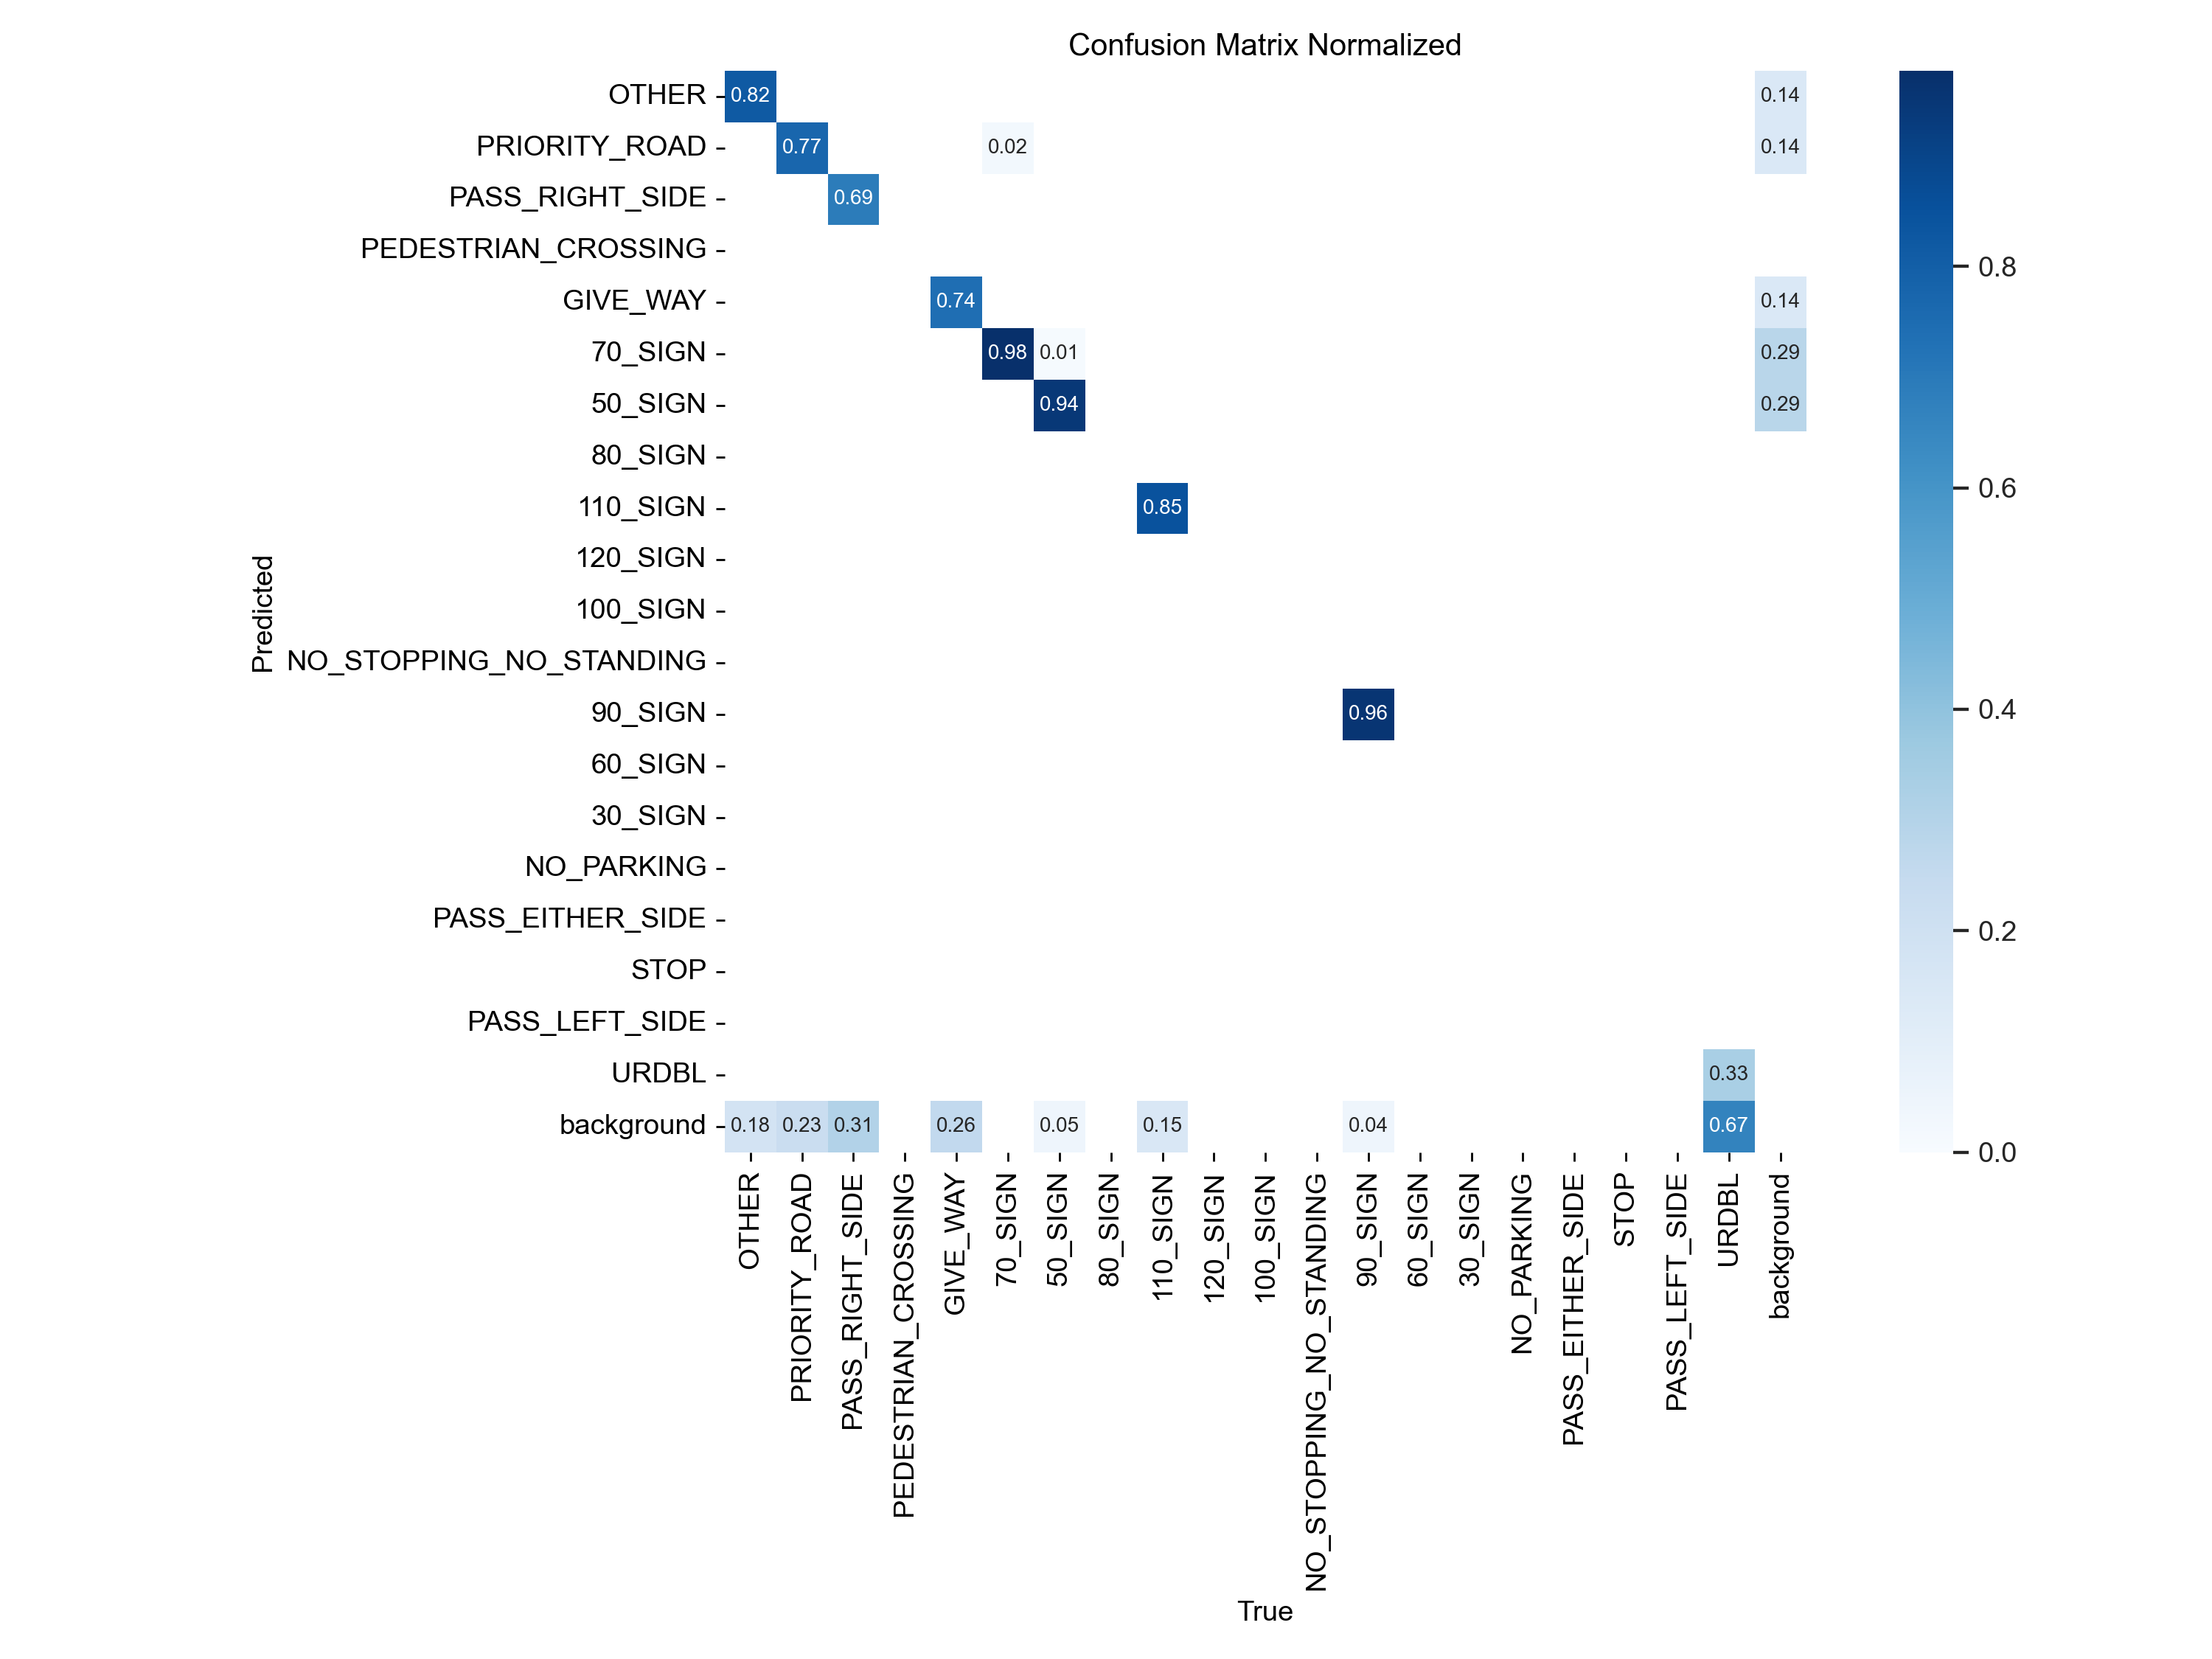 Confusion Matrix Normalized
OTHER 0.82 0.14
PRIORITY_ROAD 0.77 0.02 0.14
PASS_RIGHT_SIDE 0.69
PEDESTRIAN_CROSSING
GIVE_WAY 0.74 0.14
70_SIGN 0.98 0.01 0.29
50_SIGN 0.94 0.29
80_SIGN
110_SIGN 0.85
120_SIGN
100_SIGN
NO_STOPPING_NO_STANDING
90_SIGN 0.96
60_SIGN
30_SIGN
NO_PARKING
PASS_EITHER_SIDE
STOP
PASS_LEFT_SIDE
URDBL 0.33
background 0.18 0.23 0.31 0.26 0.05 0.15 0.04 0.67
Predicted
OTHER
PRIORITY_ROAD
PASS_RIGHT_SIDE
PEDESTRIAN_CROSSING
GIVE_WAY
70_SIGN
50_SIGN
80_SIGN
110_SIGN
120_SIGN
100_SIGN
NO_STOPPING_NO_STANDING
90_SIGN
60_SIGN
30_SIGN
NO_PARKING
PASS_EITHER_SIDE
STOP
PASS_LEFT_SIDE
URDBL
background
True
0.8
0.6
0.4
0.2
0.0